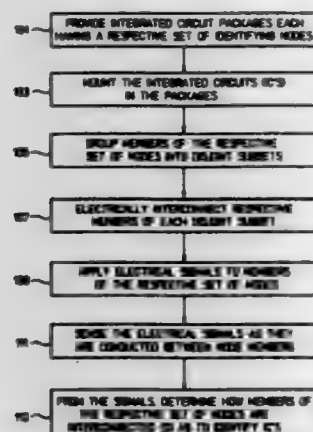 PROVIDE INTEGRATED CIRCUIT PACKAGES EACH
HAVING A RESPECTIVE SET OF IDENTIFYING NODES
MOUNT THE INTEGRATED CIRCUITS (IC'S)
IN THE PACKAGES
GROUP MEMBERS OF THE RESPECTIVE
SET OF NODES INTO DISJOINT SUBSETS
ELECTRICALLY INTERCONNECT RESPECTIVE
MEMBERS OF EACH DISJOINT SUBSET
APPLY ELECTRICAL SIGNALS TO MEMBERS
OF THE RESPECTIVE SET OF NODES
SENSE THE ELECTRICAL SIGNALS AS THEY
ARE CONDUCTED BETWEEN NODE MEMBERS
FROM THE SIGNALS, DETERMINE HOW MEMBERS OF
THE RESPECTIVE SET OF NODES ARE
INTERCONNECTED SO AS TO IDENTIFY IC'S